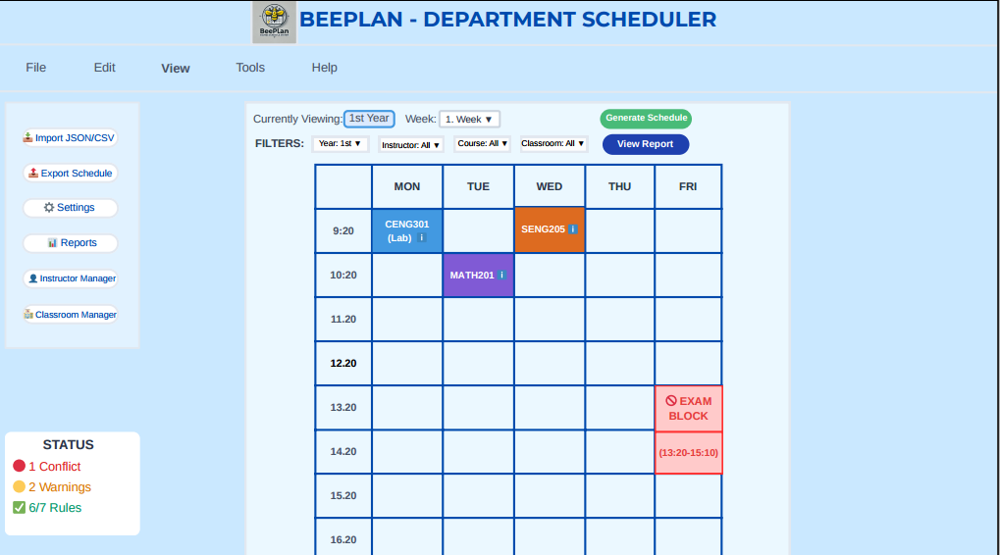 BeePlan
BEEPLAN - DEPARTMENT SCHEDULER
File Edit View Tools Help
Currently Viewing: 1st Year Week: 1. Week ▼ Generate Schedule
FILTERS: Year: 1st ▼ Instructor: All ▼ Course: All ▼ Classroom: All ▼ View Report
Import JSON/CSV
Export Schedule
Settings
Reports
Instructor Manager
Classroom Manager
STATUS
1 Conflict
2 Warnings
6/7 Rules
MON TUE WED THU FRI
9:20 CENG301 (Lab) i SENG205 i
10:20 MATH201 i
11.20
12.20
13.20 EXAM BLOCK
14.20 (13:20-15:10)
15.20
16.20